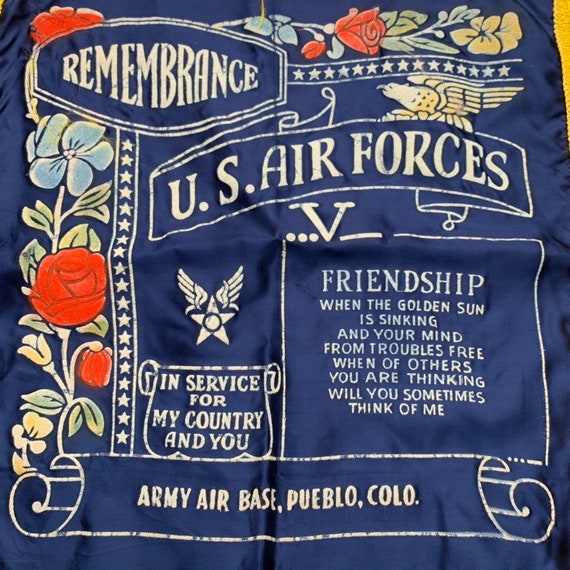 REMEMBRANCE
U.S. AIR FORCES
...V—
IN SERVICE
FOR
MY COUNTRY
AND YOU
FRIENDSHIP
WHEN THE GOLDEN SUN
IS SINKING
AND YOUR MIND
FROM TROUBLES FREE
WHEN OF OTHERS
YOU ARE THINKING
WILL YOU SOMETIMES
THINK OF ME
ARMY AIR BASE, PUEBLO, COLO.